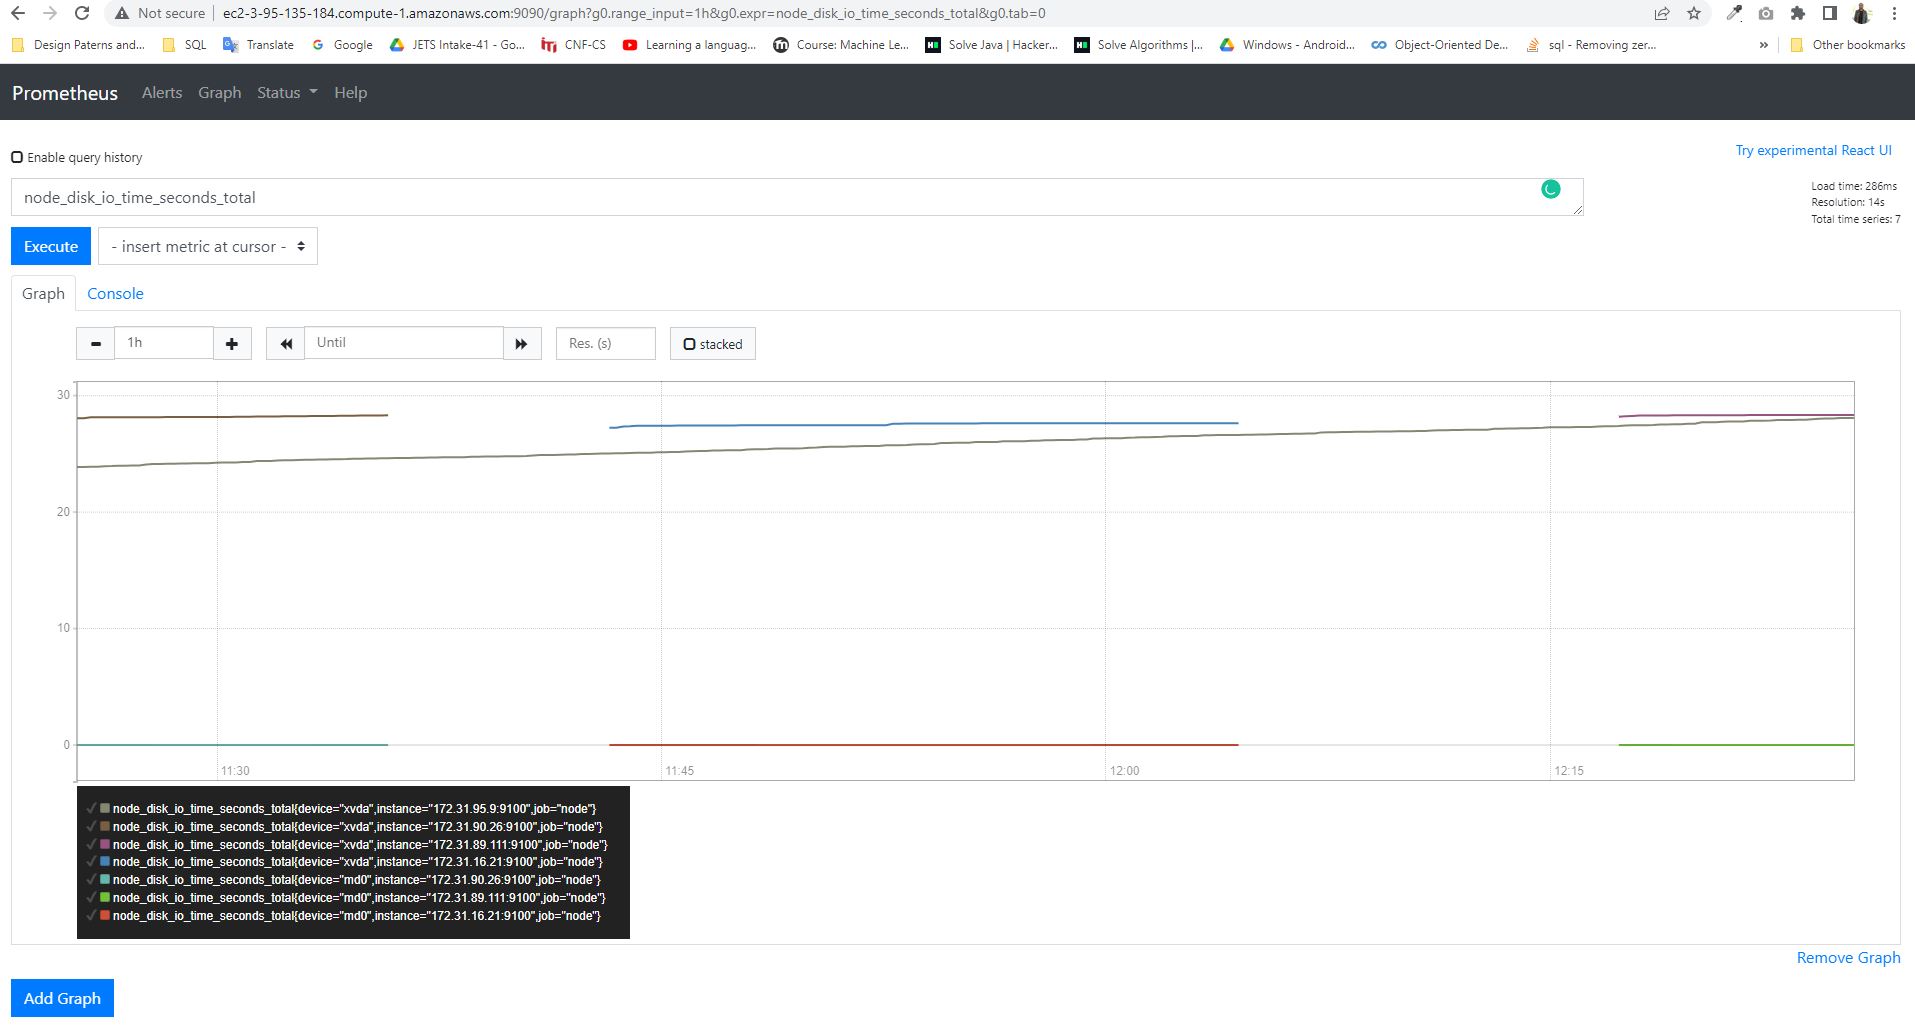 Not secure | ec2-3-95-135-184.compute-1.amazonaws.com:9090/graph?g0.range_input=1h&g0.expr=node_disk_io_time_seconds_total&g0.tab=0
Design Paterns and... SQL Translate Google JETS Intake-41 - Go... CNF-CS Learning a languag... Course: Machine Le... Solve Java | Hacker... Solve Algorithms |... Windows - Android... Object-Oriented De... sql - Removing zer... » Other bookmarks
Prometheus Alerts Graph Status Help
Enable query history
Try experimental React UI
node_disk_io_time_seconds_total
Load time: 286ms
Resolution: 14s
Total time series: 7
Execute - insert metric at cursor -
Graph Console
1h Until Res. (s) stacked
30
20
10
0
11:30 11:45 12:00 12:15
node_disk_io_time_seconds_total{device="xvda",instance="172.31.95.9:9100",job="node"}
node_disk_io_time_seconds_total{device="xvda",instance="172.31.90.26:9100",job="node"}
node_disk_io_time_seconds_total{device="xvda",instance="172.31.89.111:9100",job="node"}
node_disk_io_time_seconds_total{device="xvda",instance="172.31.16.21:9100",job="node"}
node_disk_io_time_seconds_total{device="md0",instance="172.31.90.26:9100",job="node"}
node_disk_io_time_seconds_total{device="md0",instance="172.31.89.111:9100",job="node"}
node_disk_io_time_seconds_total{device="md0",instance="172.31.16.21:9100",job="node"}
Remove Graph
Add Graph